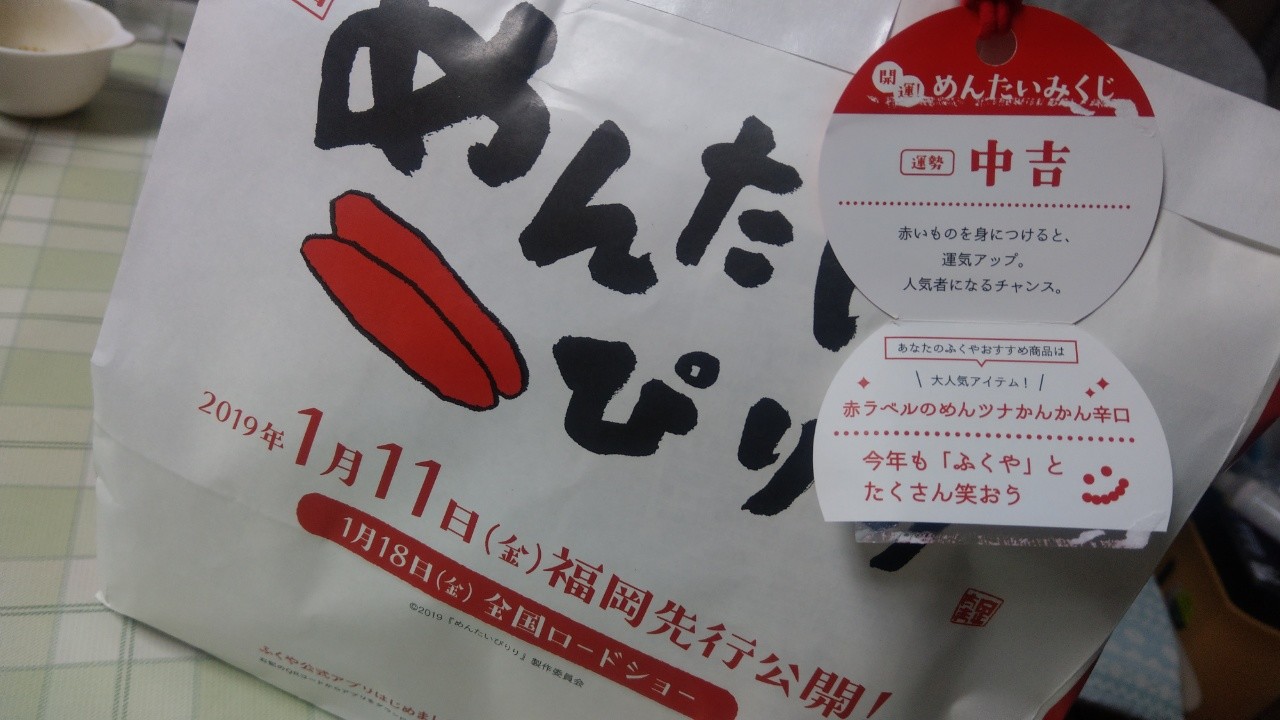 めんたい
ぴりり
2019年1月11日(金)福岡先行公開!
1月18日(金)全国ロードショー
©2019『めんたいぴりり』製作委員会
ふくや公式アプリはじめま
開運!
めんたいみくじ
運勢 中吉
赤いものを身につけると、
運気アップ。
人気者になるチャンス。
あなたのふくやおすすめ商品は
\ 大人気アイテム! /
赤ラベルのめんツナかんかん辛口
今年も「ふくや」と
たくさん笑おう